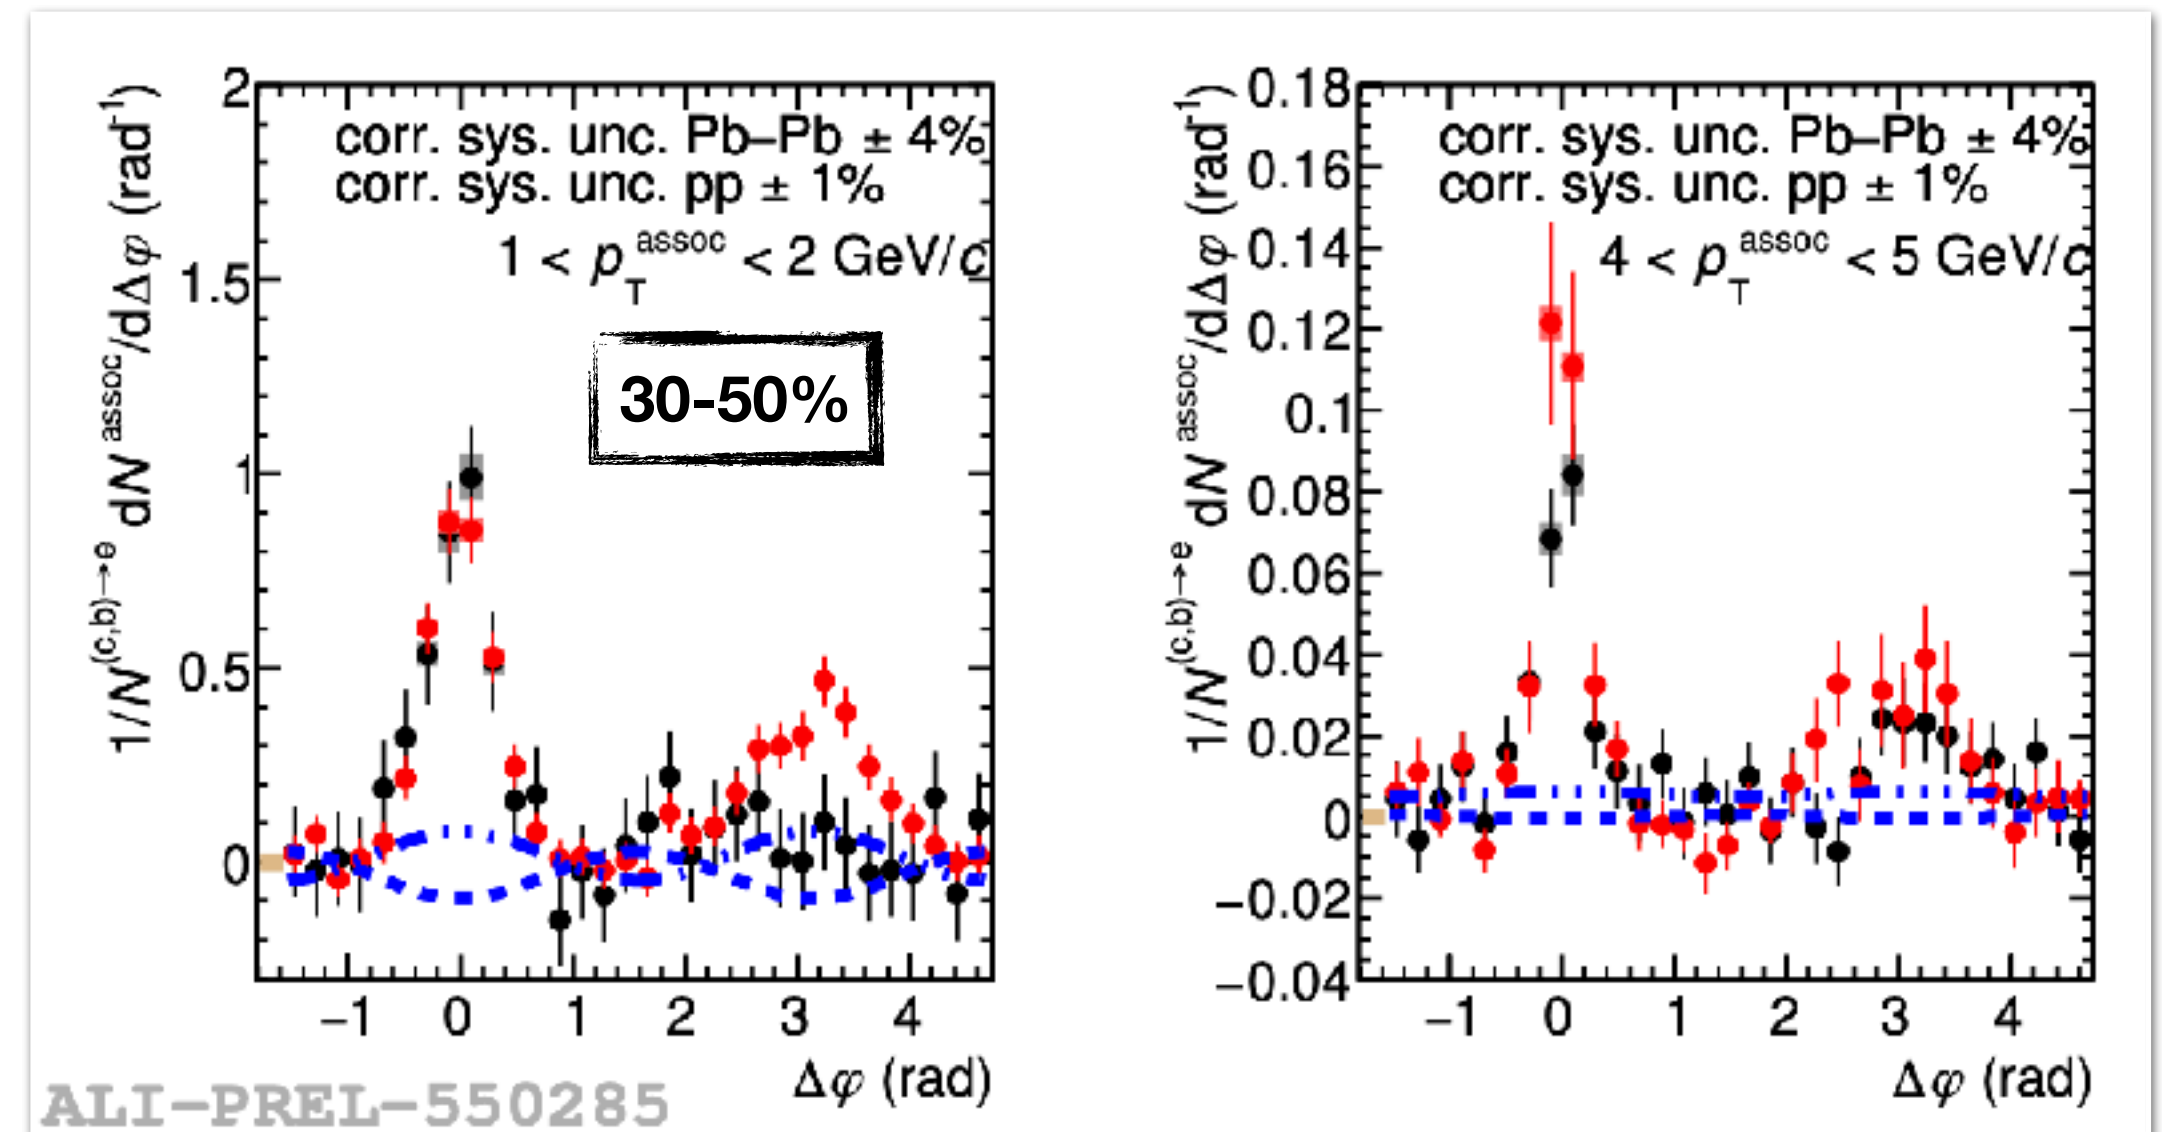 1/N^(c,b)→e dN^assoc/dΔφ (rad⁻¹)
2
1.5
1
0.5
0
corr. sys. unc. Pb–Pb ± 4%
corr. sys. unc. pp ± 1%
1 < p_T^assoc < 2 GeV/c
30-50%
−1 0 1 2 3 4
Δφ (rad)
ALI−PREL−550285
1/N^(c,b)→e dN^assoc/dΔφ (rad⁻¹)
0.18
0.16
0.14
0.12
0.1
0.08
0.06
0.04
0.02
0
−0.02
−0.04
corr. sys. unc. Pb–Pb ± 4%
corr. sys. unc. pp ± 1%
4 < p_T^assoc < 5 GeV/c
−1 0 1 2 3 4
Δφ (rad)